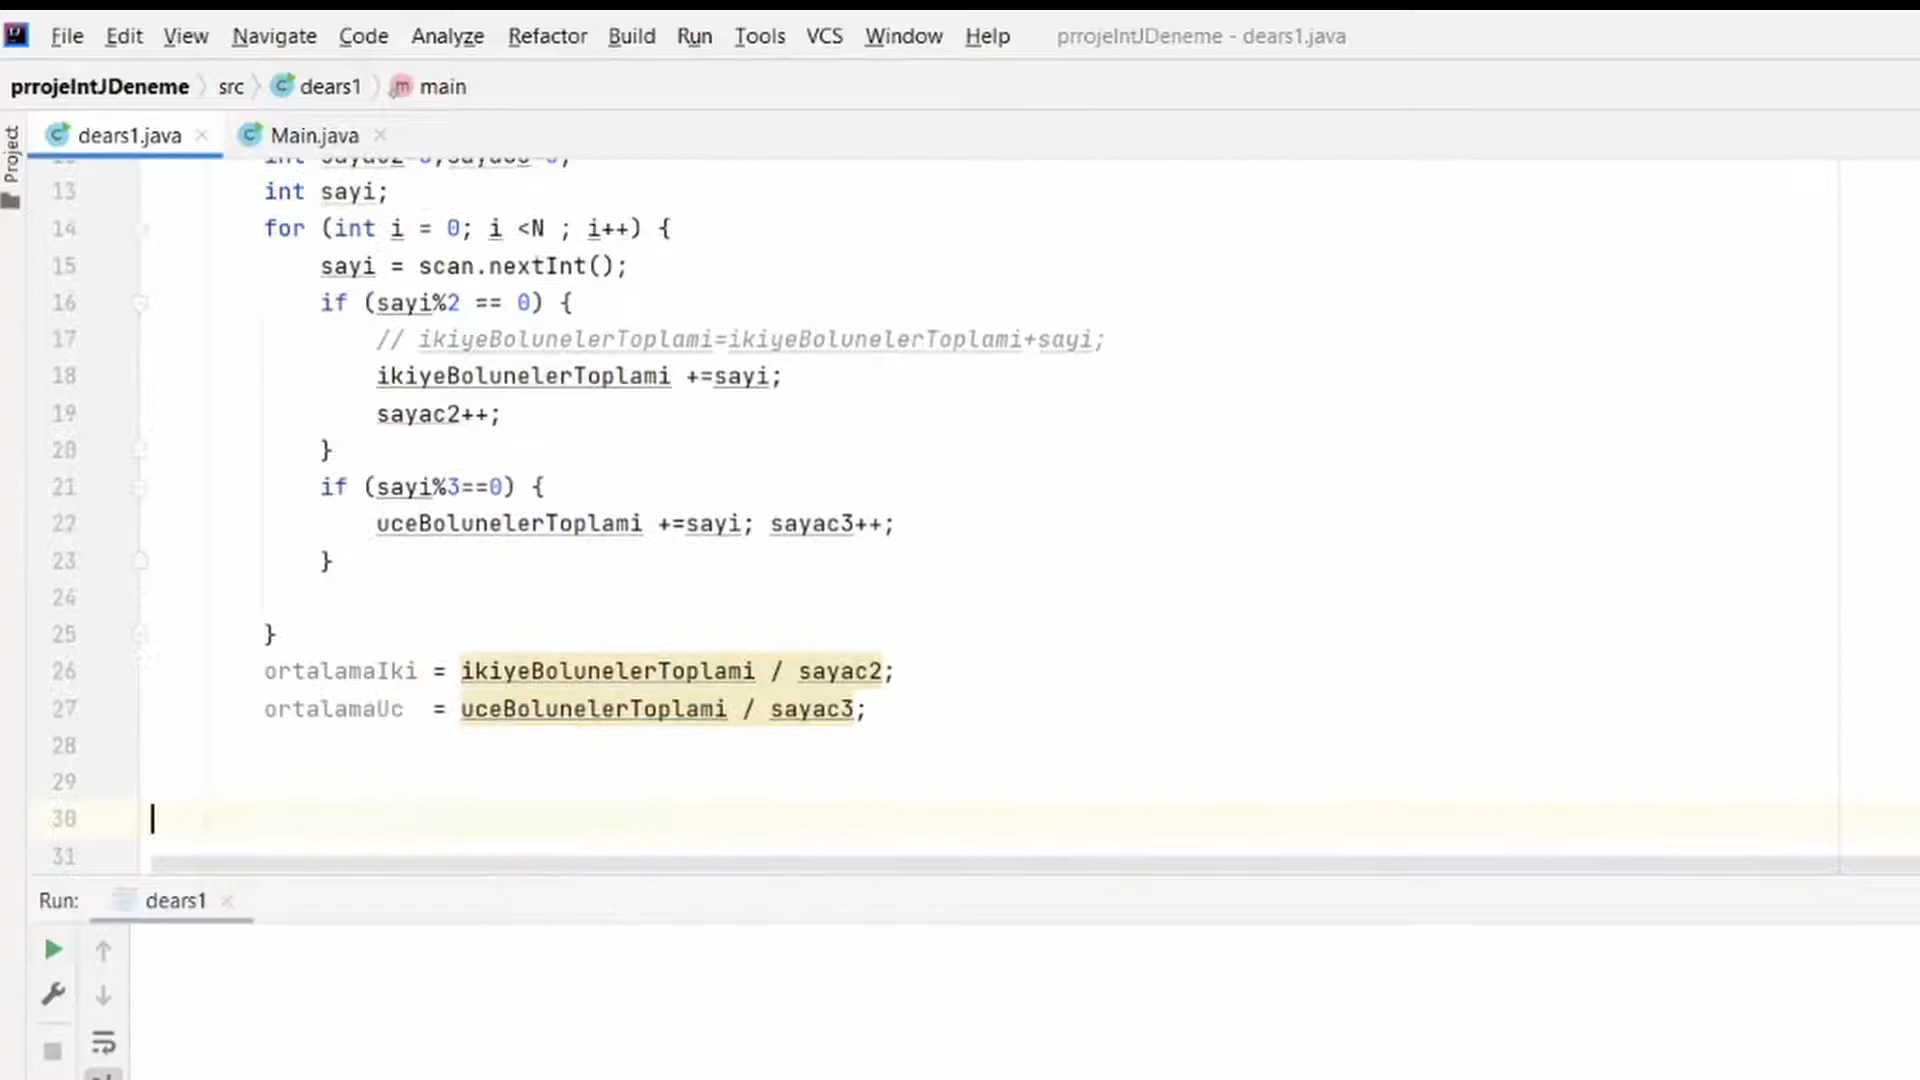 File Edit View Navigate Code Analyze Refactor Build Run Tools VCS Window Help prrojeIntJDeneme - dears1.java
prrojeIntJDeneme src dears1 main
Project
dears1.java Main.java
13 int sayi;
14 for (int i = 0; i <N ; i++) {
15 sayi = scan.nextInt();
16 if (sayi%2 == 0) {
17 // ikiyeBolunelerToplami=ikiyeBolunelerToplami+sayi;
18 ikiyeBolunelerToplami +=sayi;
19 sayac2++;
20 }
21 if (sayi%3==0) {
22 uceBolunelerToplami +=sayi; sayac3++;
23 }
24
25 }
26 ortalamaIki = ikiyeBolunelerToplami / sayac2;
27 ortalamaUc = uceBolunelerToplami / sayac3;
28
29
30
31
Run: dears1